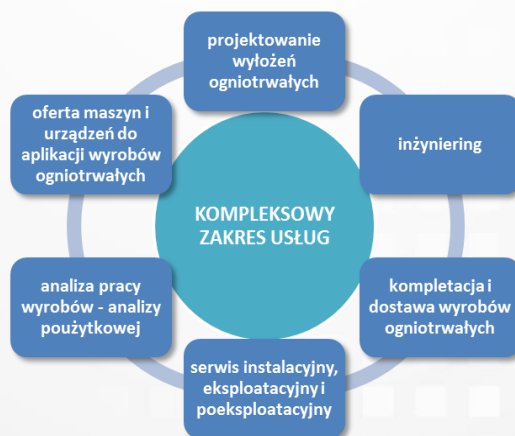 projektowanie
wyłożeń
ogniotrwałych
inżyniering
kompletacja i
dostawa wyrobów
ogniotrwałych
serwis instalacyjny,
eksploatacyjny i
poeksploatacyjny
analiza pracy
wyrobów - analizy
poużytkowej
oferta maszyn i
urządzeń do
aplikacji wyrobów
ogniotrwałych
KOMPLEKSOWY
ZAKRES USŁUG